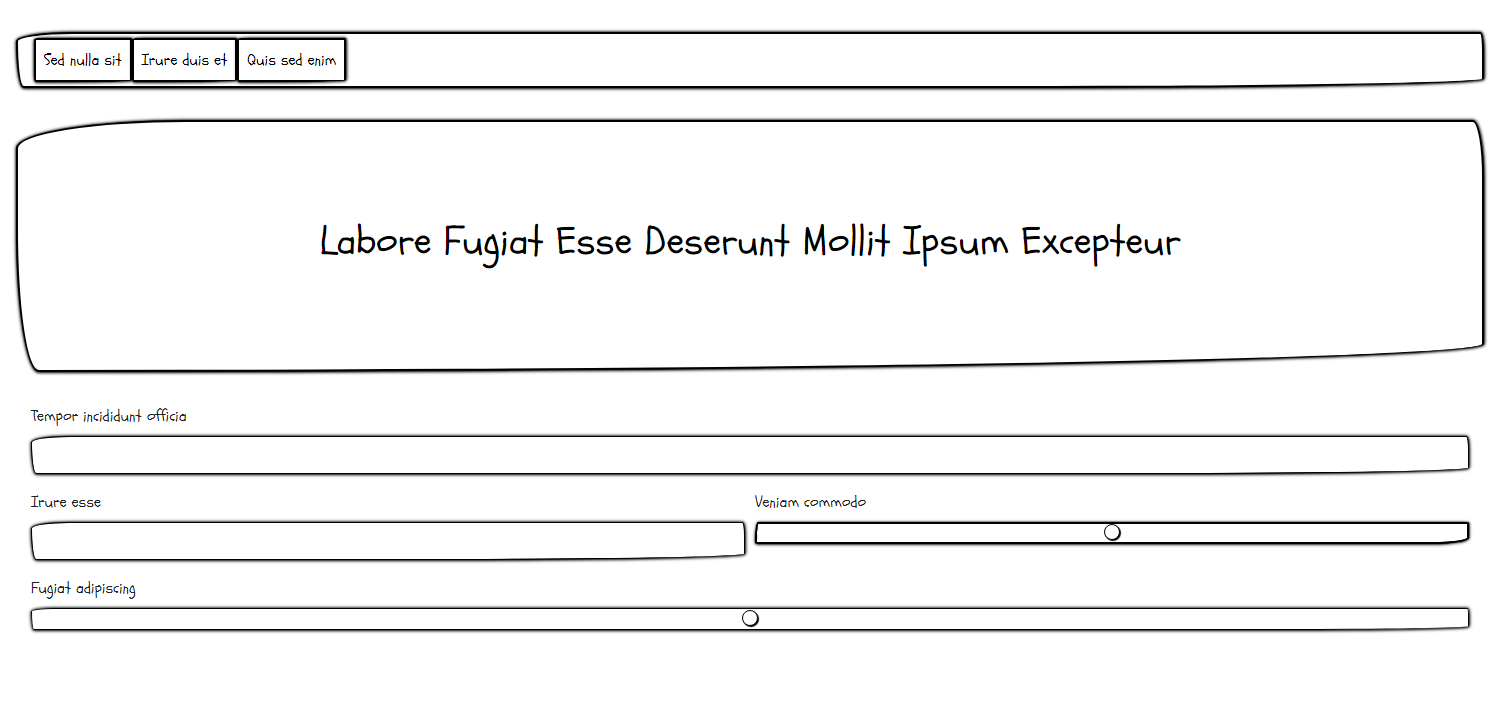 Sed nulla sit Irure duis et Quis sed enim
Labore Fugiat Esse Deserunt Mollit Ipsum Excepteur
Tempor incididunt officia
Irure esse
Veniam commodo
Fugiat adipiscing